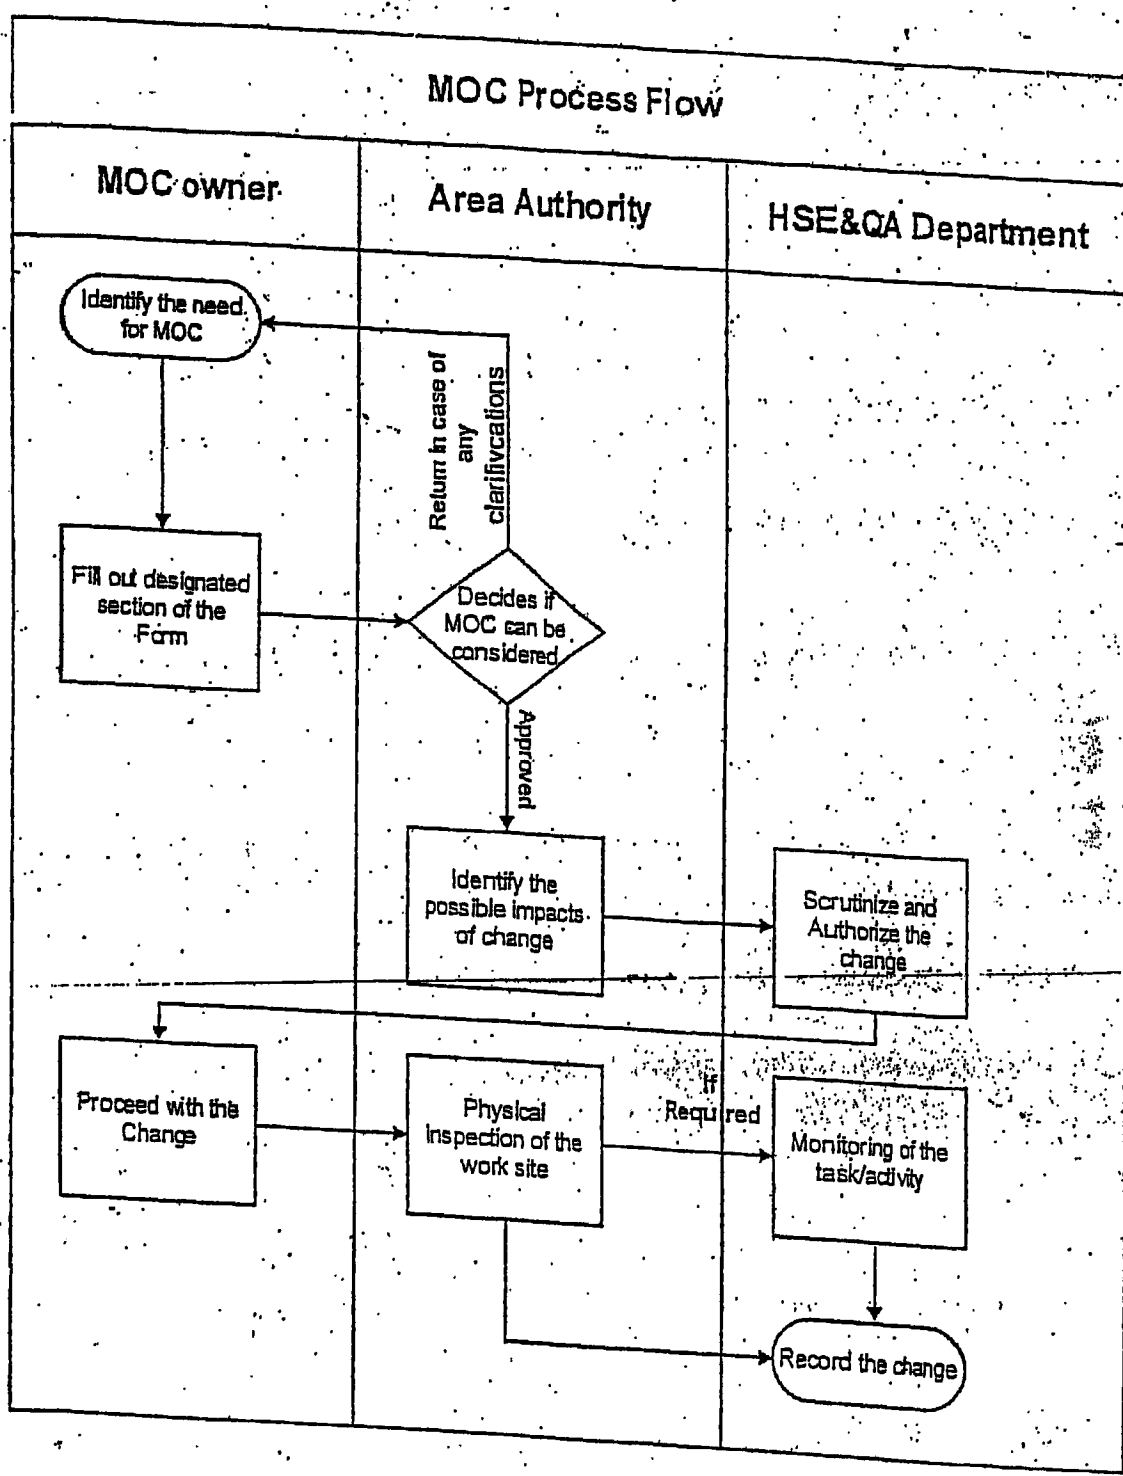 MOC Process Flow
MOC owner
Area Authority
HSE&QA Department
Identify the need
for MOC
Return in case of
any
clarifivcations
Fill out designated
section of the
Form
Decides if
MOC can be
considered
Approved
Identify the
possible impacts
of change
Scrutinize and
Authorize the
change
Proceed with the
Change
Physical
Inspection of the
work site
If
Required
Monitoring of the
task/activity
Record the change